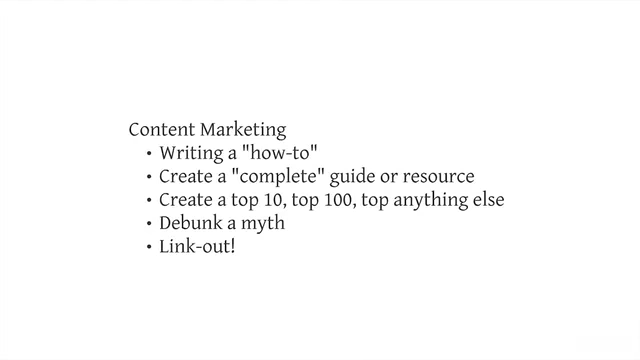 Content Marketing
• Writing a "how-to"
• Create a "complete" guide or resource
• Create a top 10, top 100, top anything else
• Debunk a myth
• Link-out!